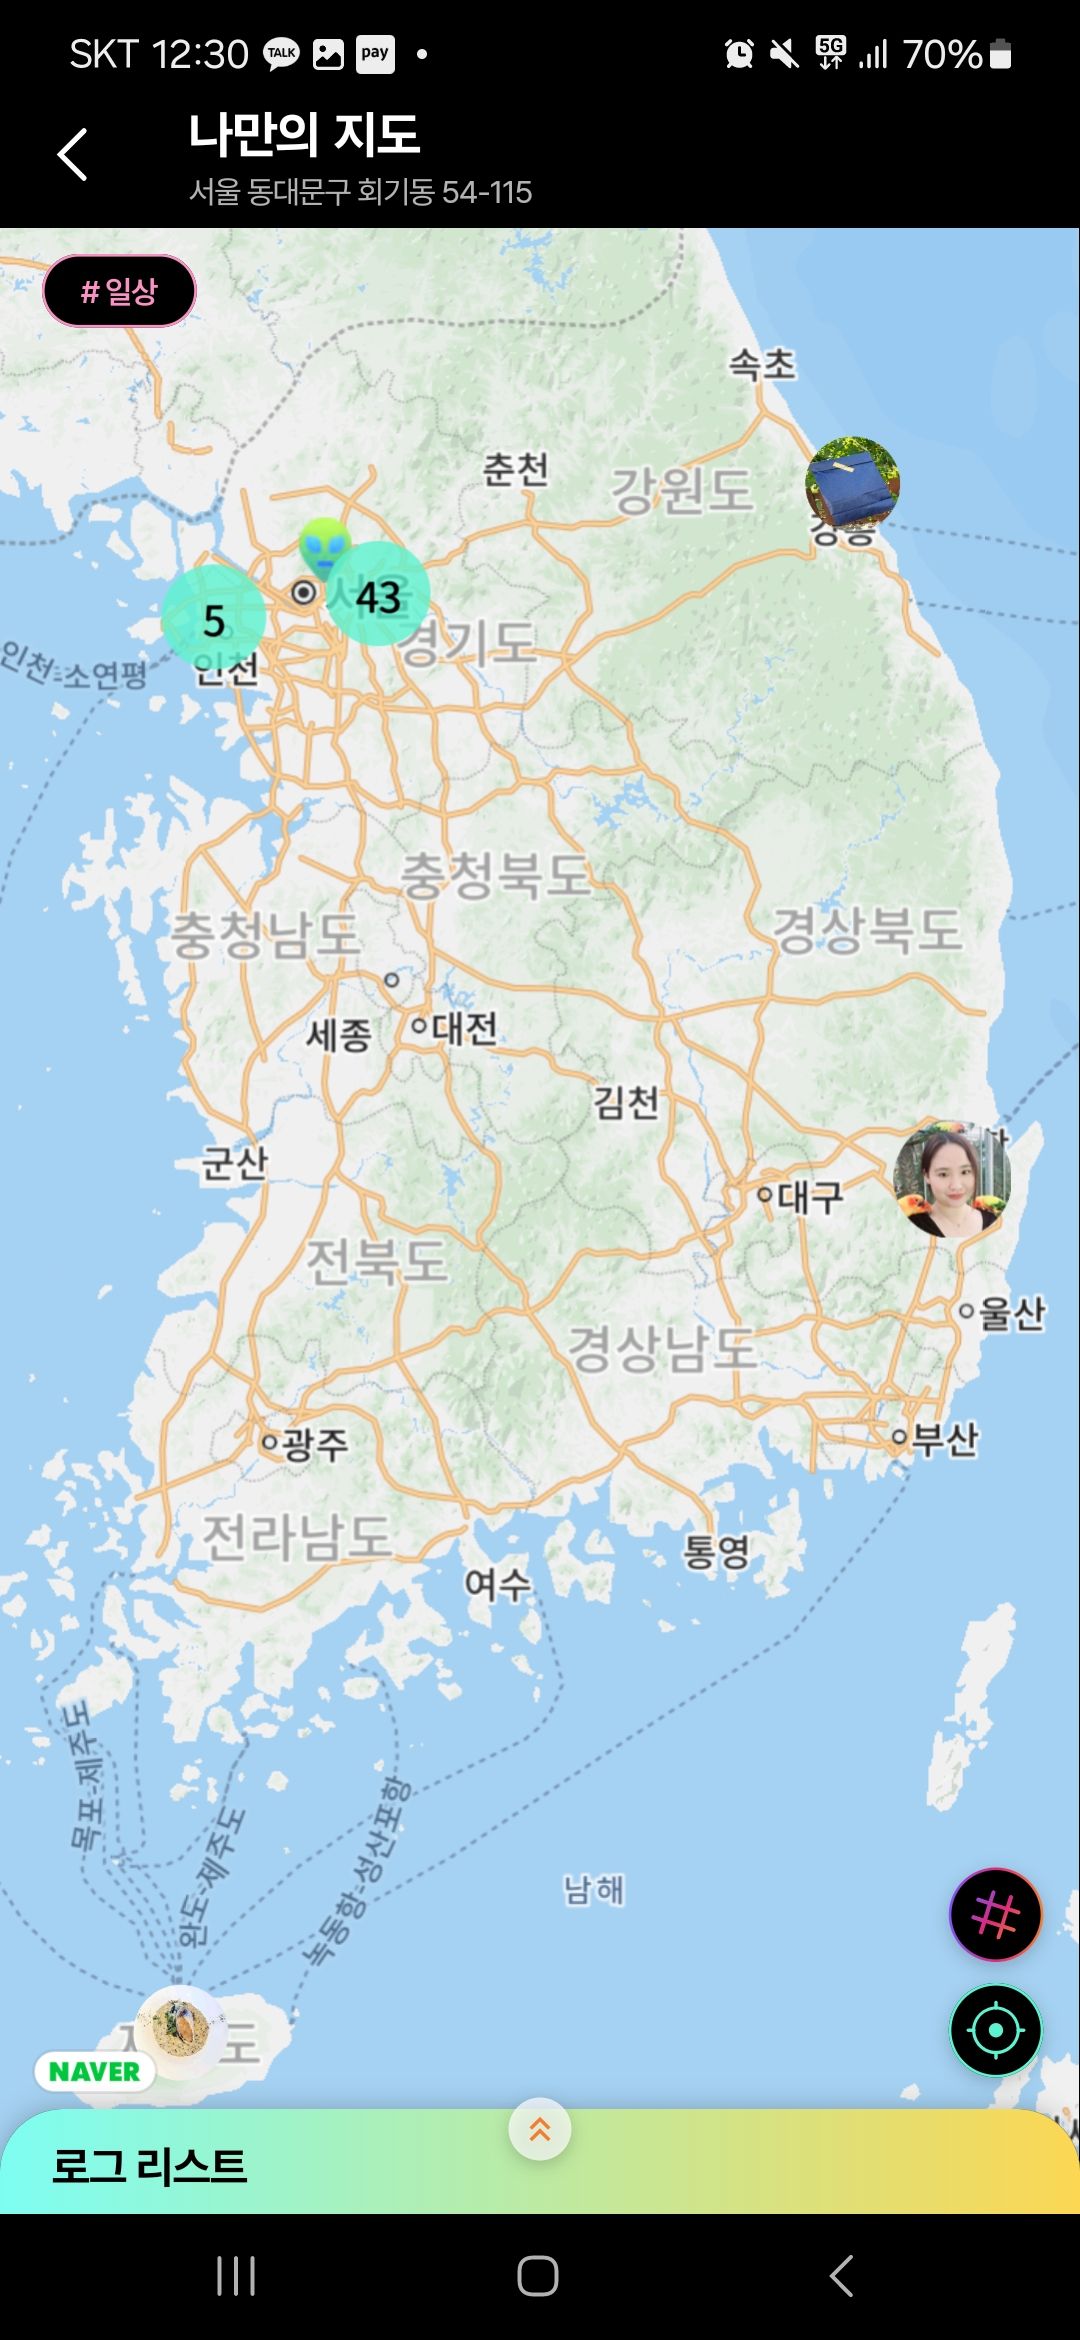 SKT 12:30 TALK pay 5G 70%
나만의 지도
서울 동대문구 회기동 54-115
# 일상
속초
춘천
강원도
강릉
서울
43
5
경기도
인천
인천-소연평
충청북도
충청남도
경상북도
세종
대전
김천
군산
대구
전북도
울산
경상남도
광주
부산
전라남도
통영
여수
목포-제주도
완도-제주도
녹동항-성산포항
남해
도
NAVER
로그 리스트